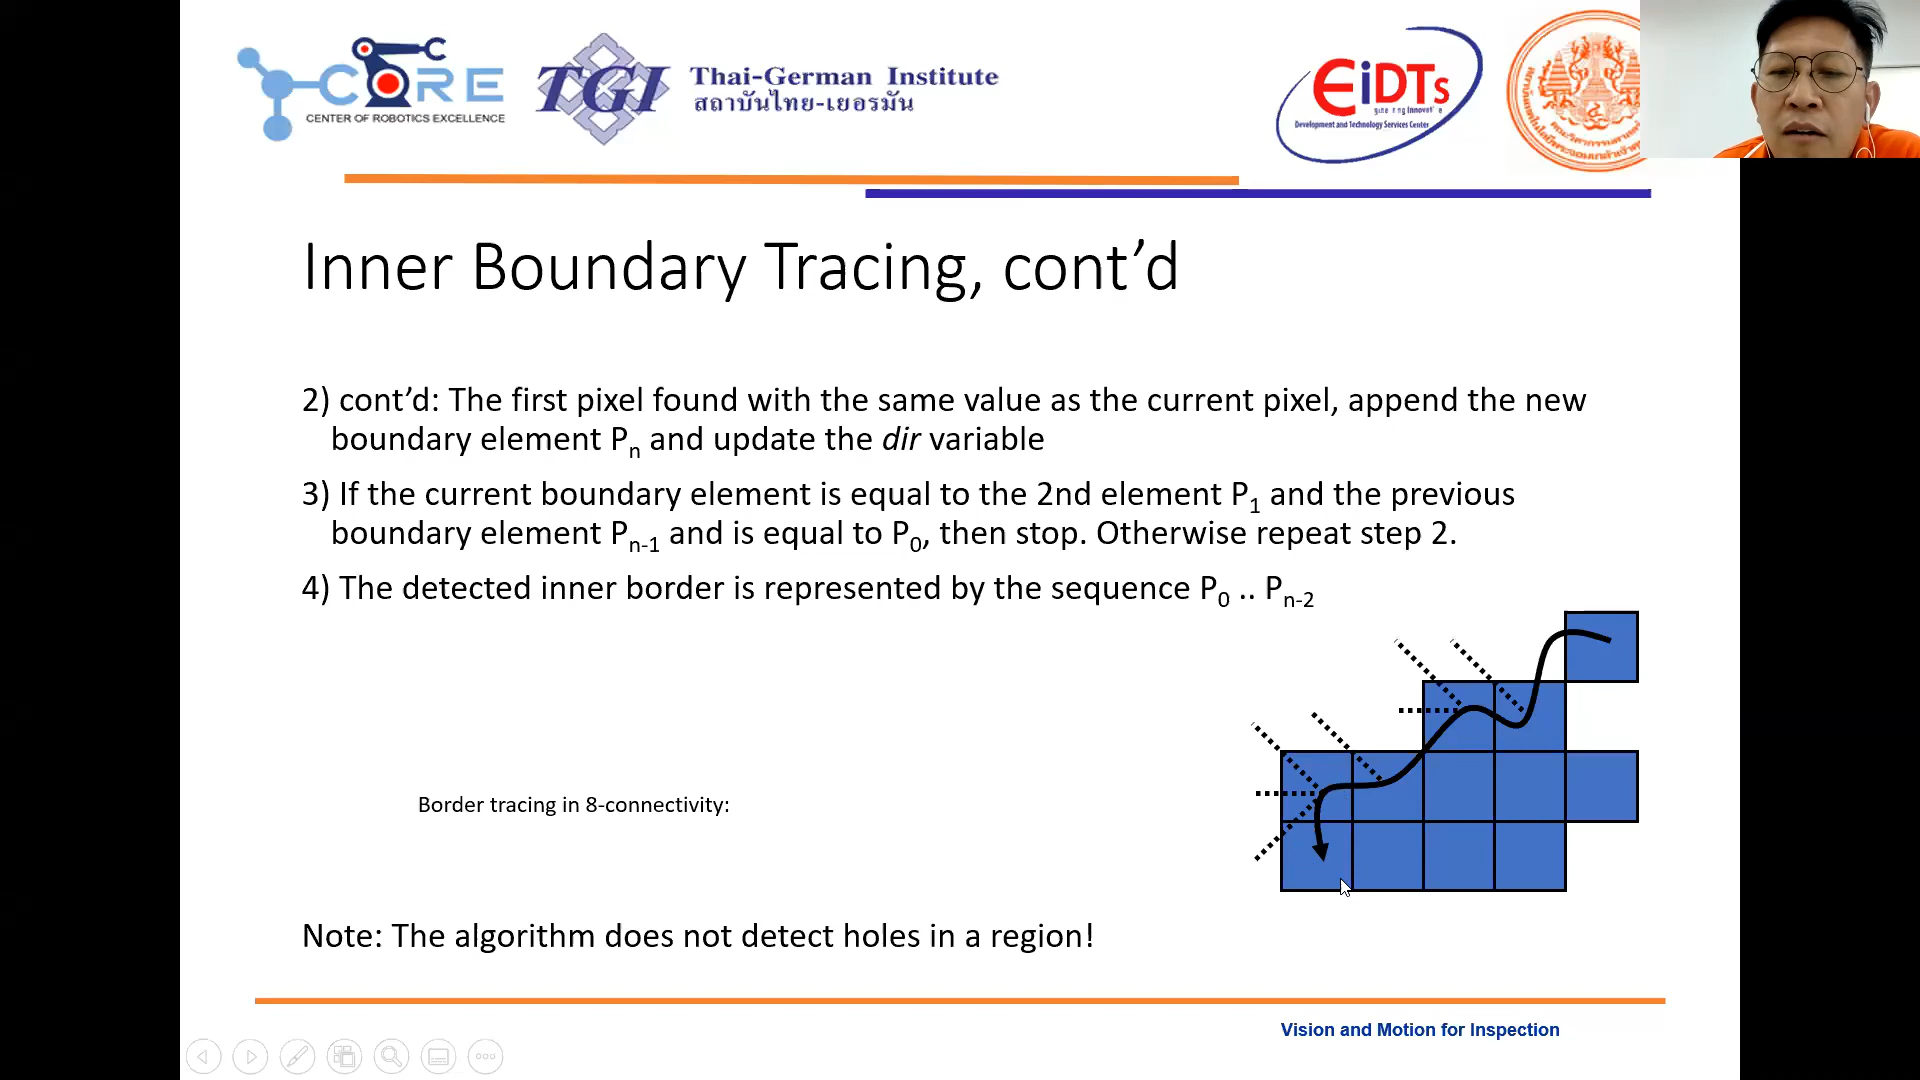 CORE
CENTER OF ROBOTICS EXCELLENCE
TGI
Thai-German Institute
สถาบันไทย-เยอรมัน
EiDTs
Development and Technology Services Center
Inner Boundary Tracing, cont’d
2) cont’d: The first pixel found with the same value as the current pixel, append the new
boundary element Pn and update the dir variable
3) If the current boundary element is equal to the 2nd element P1 and the previous
boundary element Pn-1 and is equal to P0, then stop. Otherwise repeat step 2.
4) The detected inner border is represented by the sequence P0 .. Pn-2
Border tracing in 8-connectivity:
Note: The algorithm does not detect holes in a region!
Vision and Motion for Inspection